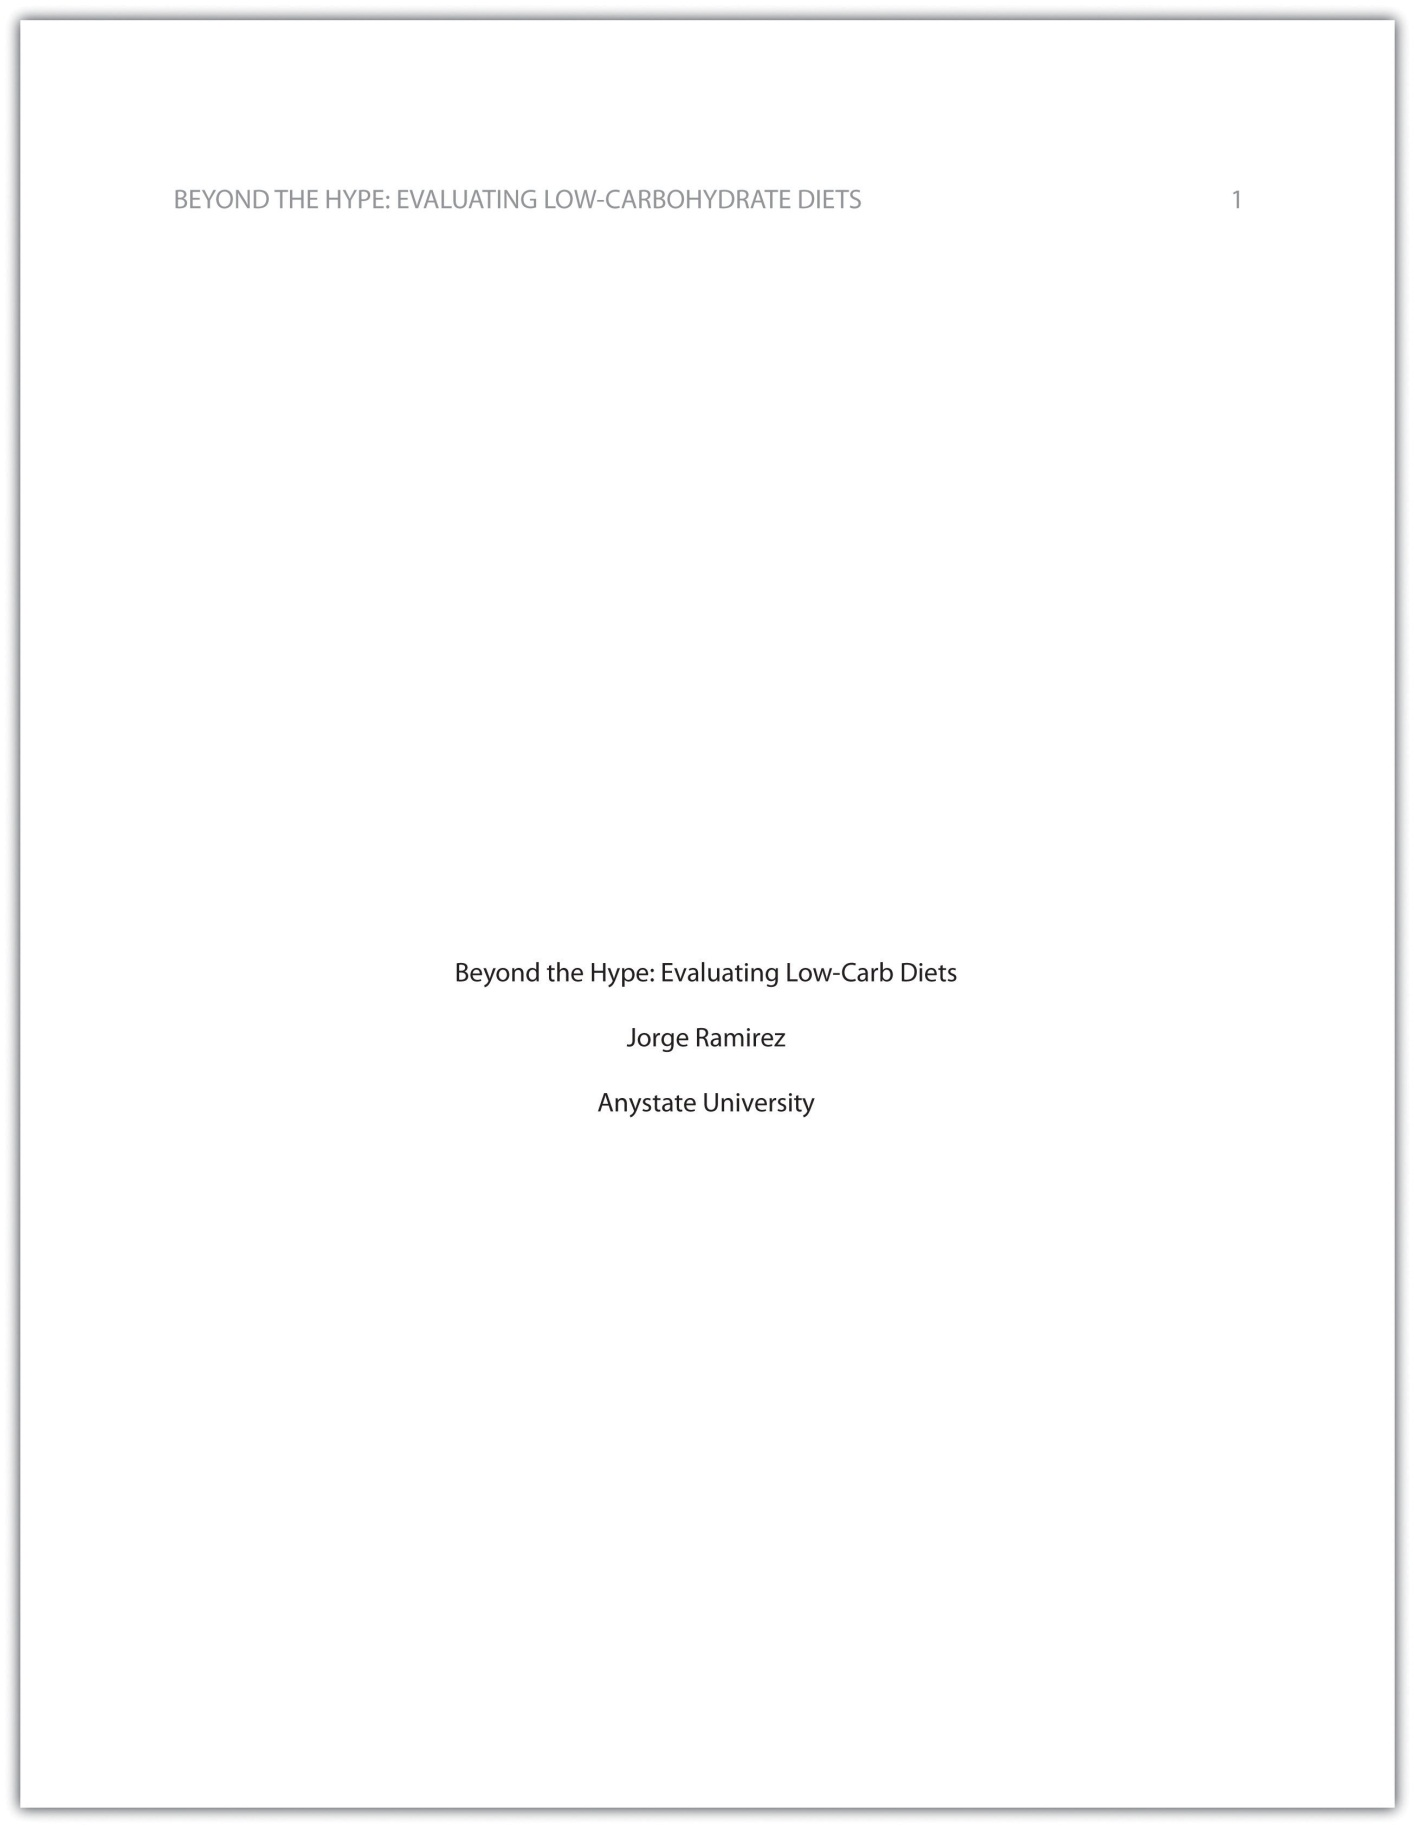 BEYOND THE HYPE: EVALUATING LOW-CARBOHYDRATE DIETS 1
Beyond the Hype: Evaluating Low-Carb Diets
Jorge Ramirez
Anystate University